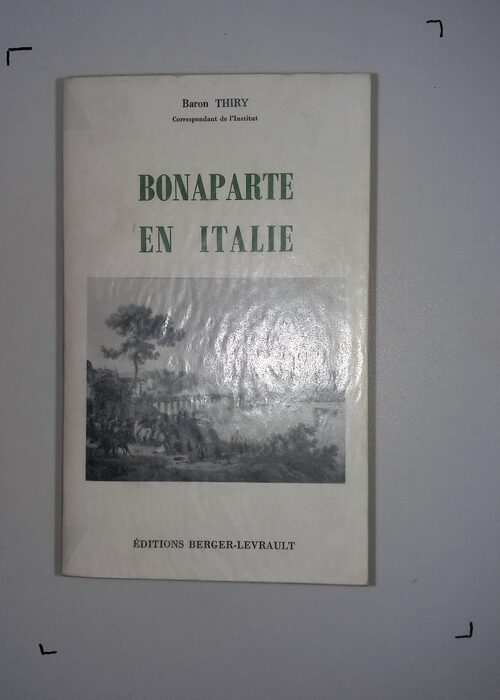 Baron THIRY
Correspondant de l'Institut
BONAPARTE
EN ITALIE
ÉDITIONS BERGER-LEVRAULT